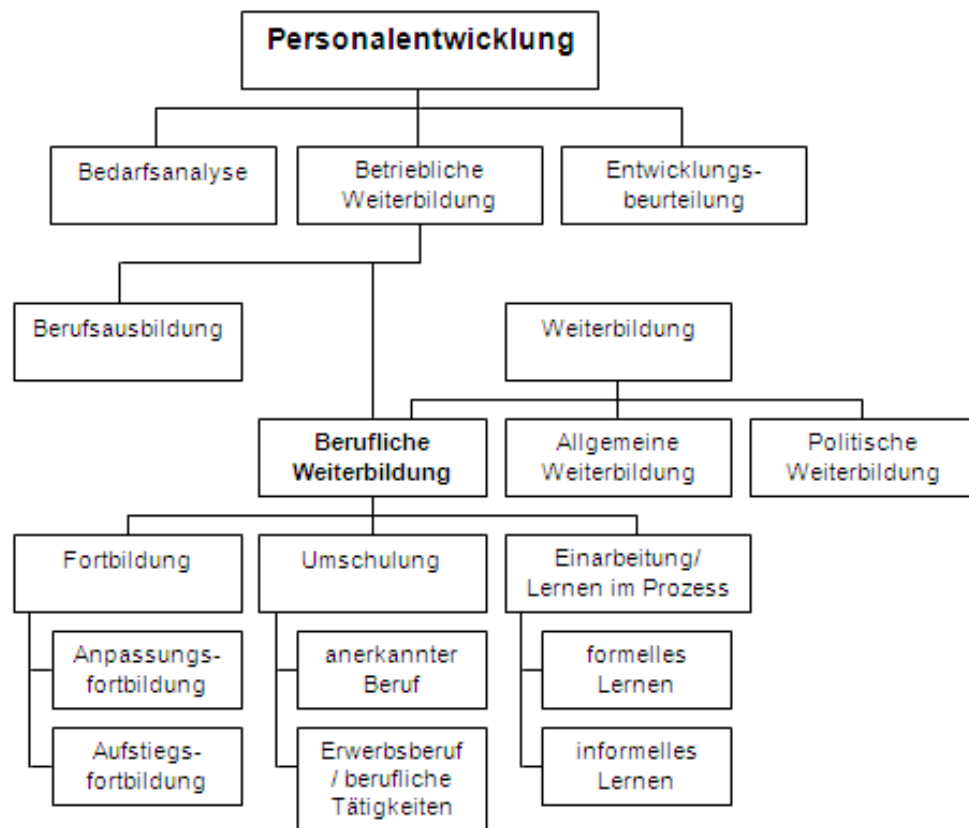 Personalentwicklung
Bedarfsanalyse
Betriebliche
Weiterbildung
Entwicklungs-
beurteilung
Berufsausbildung
Weiterbildung
Berufliche
Weiterbildung
Allgemeine
Weiterbildung
Politische
Weiterbildung
Fortbildung
Umschulung
Einarbeitung/
Lernen im Prozess
Anpassungs-
fortbildung
anerkannter
Beruf
formelles
Lernen
Aufstiegs-
fortbildung
Erwerbsberuf
/ berufliche
Tätigkeiten
informelles
Lernen